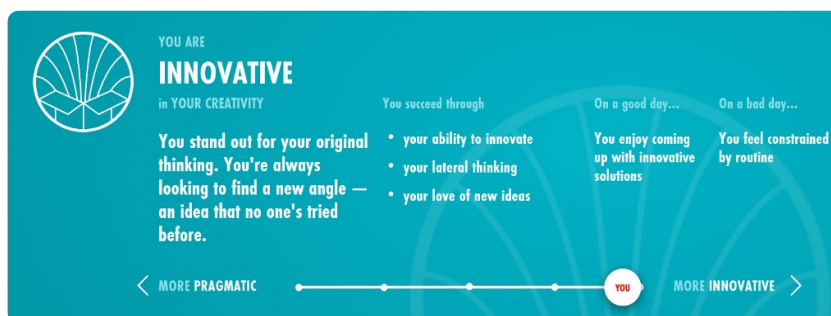 YOU ARE
INNOVATIVE
in YOUR CREATIVITY
You stand out for your original
thinking. You're always
looking to find a new angle —
an idea that no one's tried
before.
You succeed through
• your ability to innovate
• your lateral thinking
• your love of new ideas
On a good day...
You enjoy coming
up with innovative
solutions
On a bad day...
You feel constrained
by routine
MORE PRAGMATIC
YOU
MORE INNOVATIVE